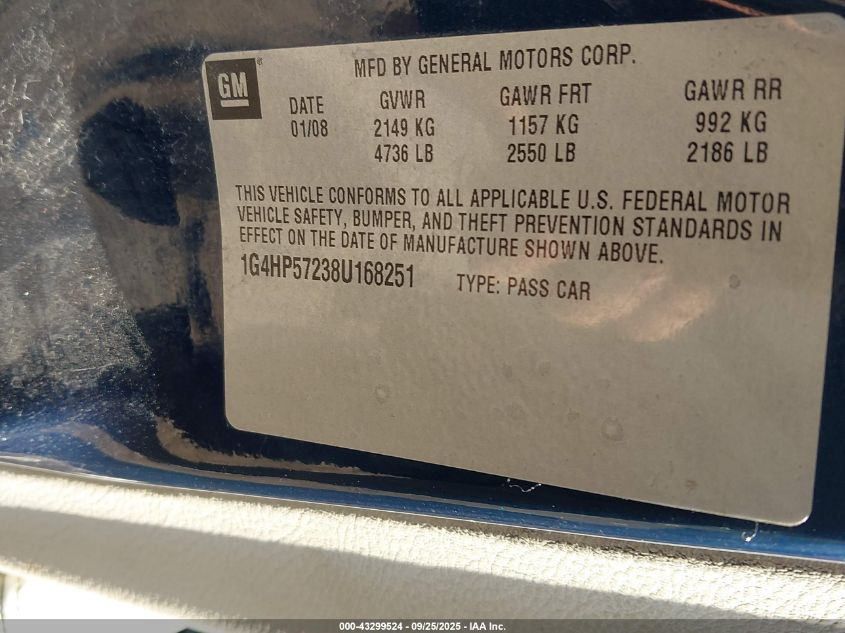 GM
MFD BY GENERAL MOTORS CORP.
DATE GVWR GAWR FRT GAWR RR
01/08 2149 KG 1157 KG 992 KG
4736 LB 2550 LB 2186 LB
THIS VEHICLE CONFORMS TO ALL APPLICABLE U.S. FEDERAL MOTOR
VEHICLE SAFETY, BUMPER, AND THEFT PREVENTION STANDARDS IN
EFFECT ON THE DATE OF MANUFACTURE SHOWN ABOVE.
1G4HP57238U168251 TYPE: PASS CAR
000-43299524 - 09/25/2025 - IAA Inc.